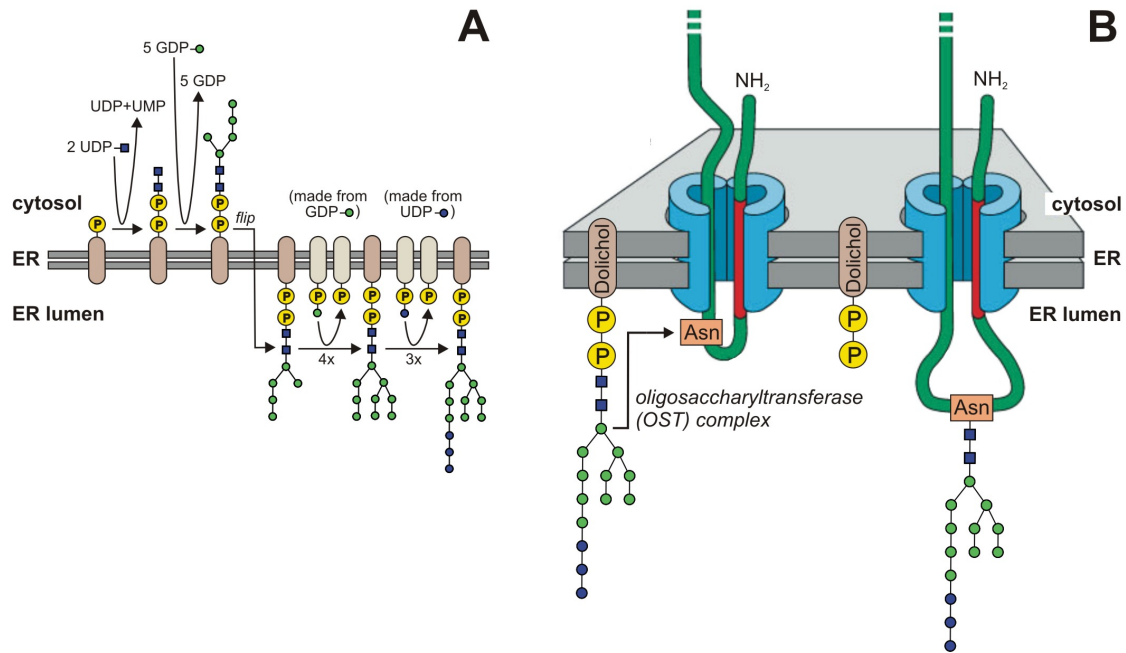 A
5 GDP-
5 GDP
UDP+UMP
2 UDP-
cytosol
P
P
P
P
P
P
flip
(made from
GDP- )
(made from
UDP- )
ER
ER lumen
P
P
P
P
P
P
P
P
P
P
4x
3x
B
NH2
NH2
cytosol
Dolichol
Dolichol
ER
ER lumen
P
P
P
P
Asn
oligosaccharyltransferase
(OST) complex
Asn